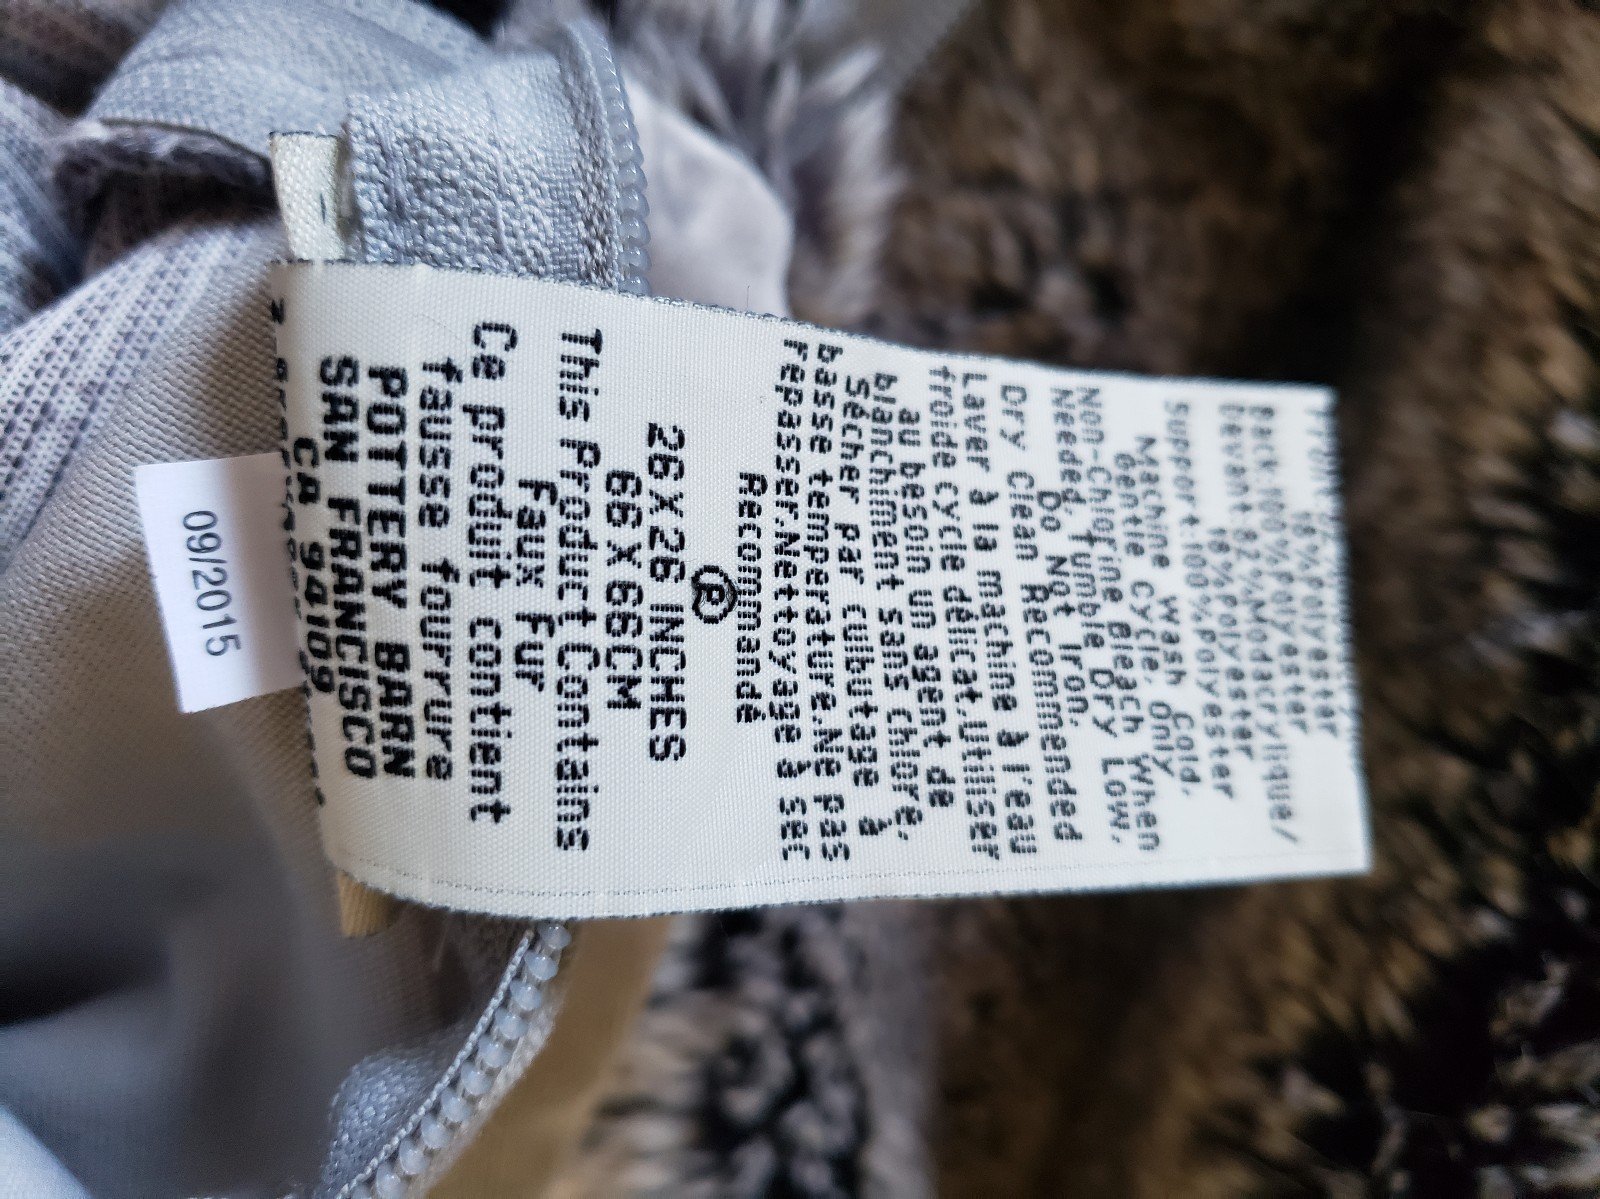 18%Polyester
Back:100%Polyester
Devant:82%Modacrylique/
18%Polyester
Support:100%Polyester
Machine Wash Cold,
Gentle Cycle. Only
Non-Chlorine Bleach When
Needed. Tumble Dry Low.
Do Not Iron.
Dry Clean Recommended
Laver à la machine à l'eau
froide cycle délicat.Utiliser
au besoin un agent de
blanchiment sans Chlore.
Sécher par culbutage à
basse température.Ne pas
repasser.Nettoyage à sec
Recommandé
26X26 INCHES
66X66CM
This Product Contains
Faux Fur
Ce produit contient
fausse fourrure
POTTERY BARN
SAN FRANCISCO
CA 94109
09/2015